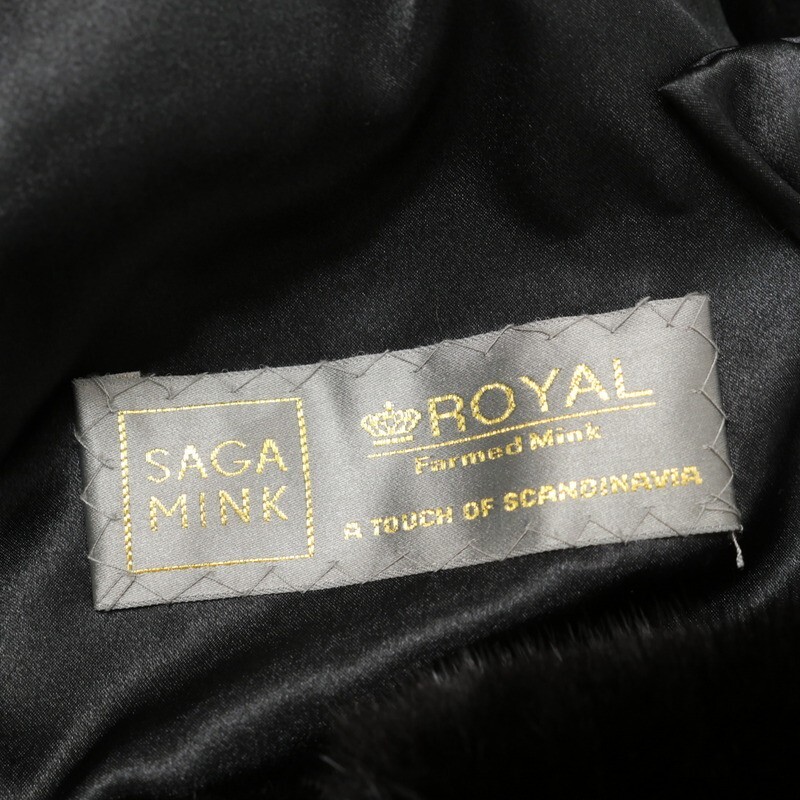 SAGA
MINK
ROYAL
Farmed Mink
A TOUCH OF SCANDINAVIA